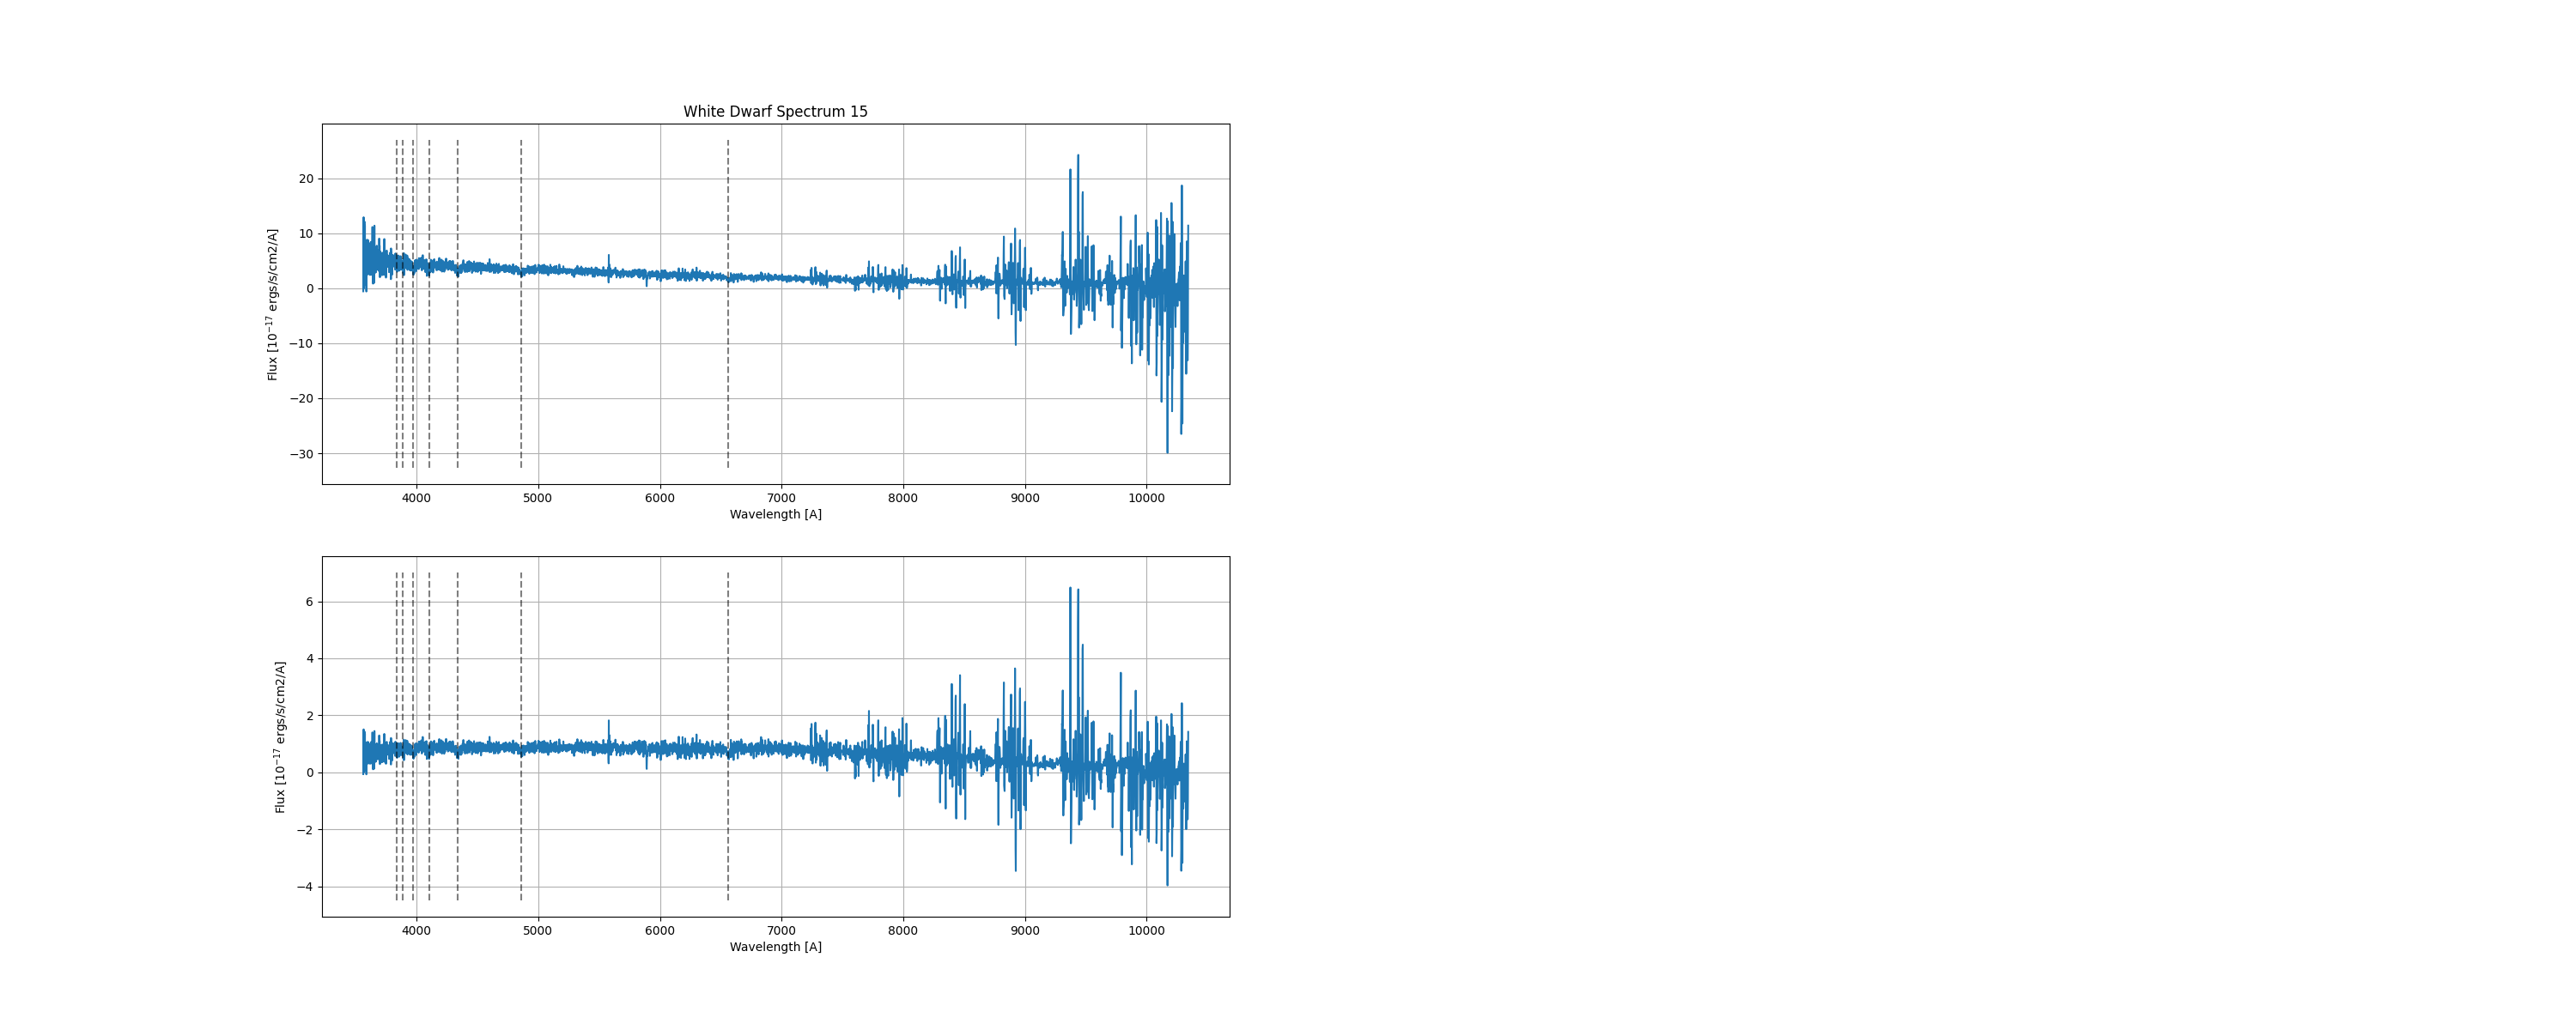 White Dwarf Spectrum 15
20
10
0
−10
−20
−30
Flux [10⁻¹⁷ ergs/s/cm2/A]
4000 5000 6000 7000 8000 9000 10000
Wavelength [A]
6
4
2
0
−2
−4
Flux [10⁻¹⁷ ergs/s/cm2/A]
4000 5000 6000 7000 8000 9000 10000
Wavelength [A]